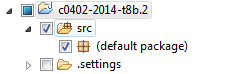 c0402-2014-t8b.2
src
(default package)
.settings